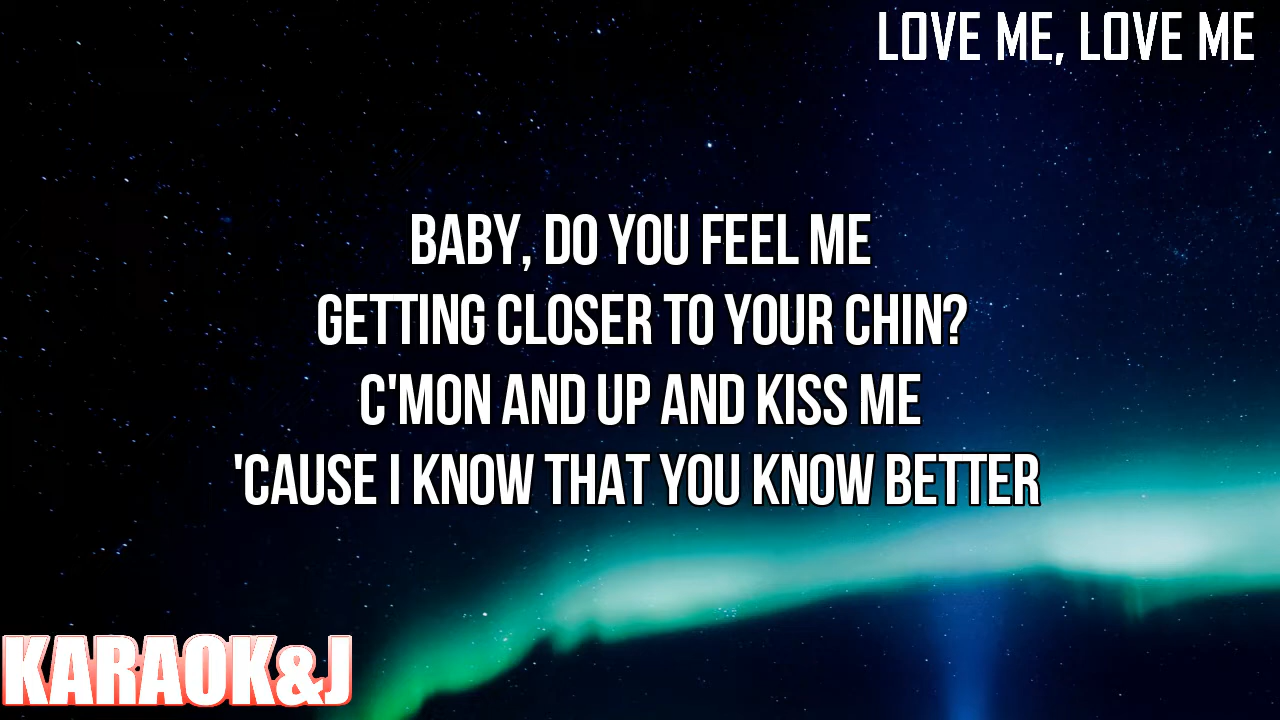 LOVE ME, LOVE ME
BABY, DO YOU FEEL ME
GETTING CLOSER TO YOUR CHIN?
C'MON AND UP AND KISS ME
'CAUSE I KNOW THAT YOU KNOW BETTER
KARAOK&J